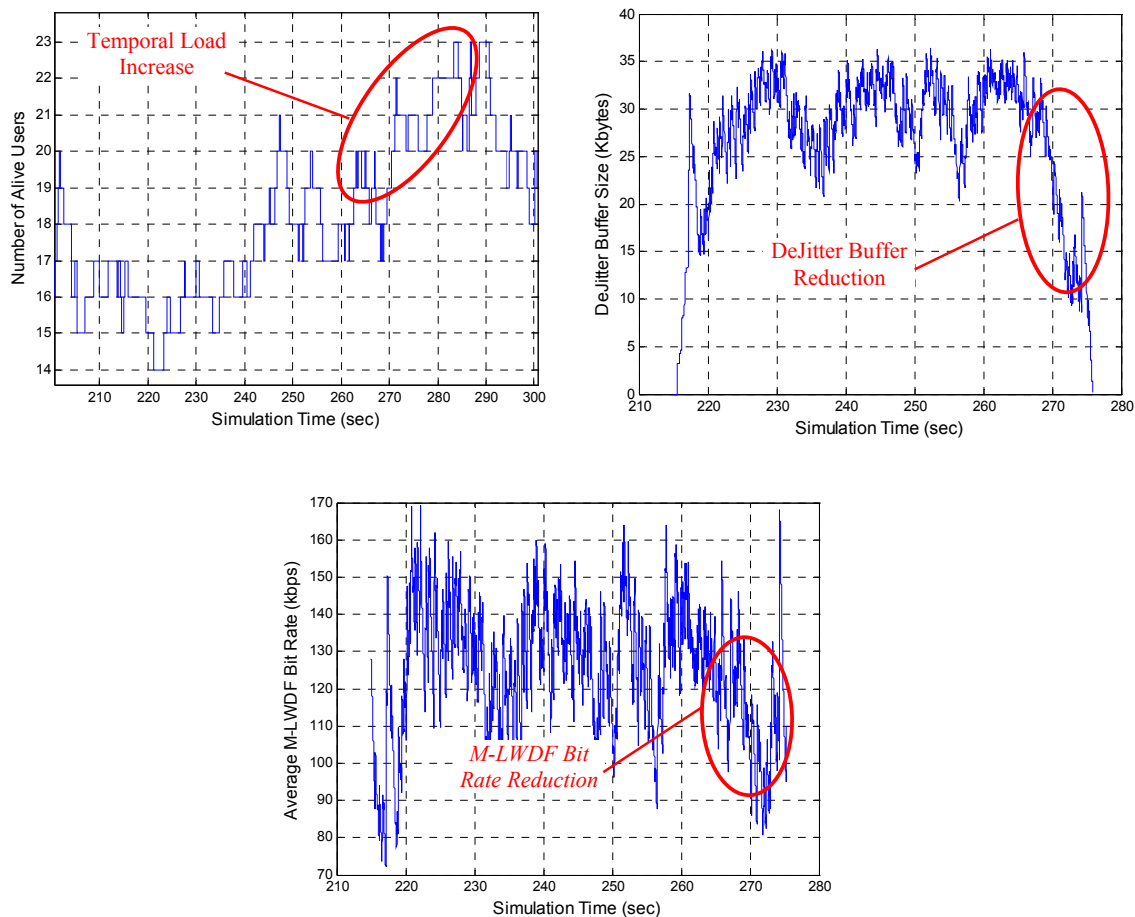 23
22
21
20
19
18
17
16
15
14
Number of Alive Users
Temporal Load
Increase
210 220 230 240 250 260 270 280 290 300
Simulation Time (sec)
40
35
30
25
20
15
10
5
0
DeJitter Buffer Size (Kbytes)
DeJitter Buffer
Reduction
210 220 230 240 250 260 270 280
Simulation Time (sec)
170
160
150
140
130
120
110
100
90
80
70
Average M-LWDF Bit Rate (kbps)
M-LWDF Bit
Rate Reduction
210 220 230 240 250 260 270 280
Simulation Time (sec)